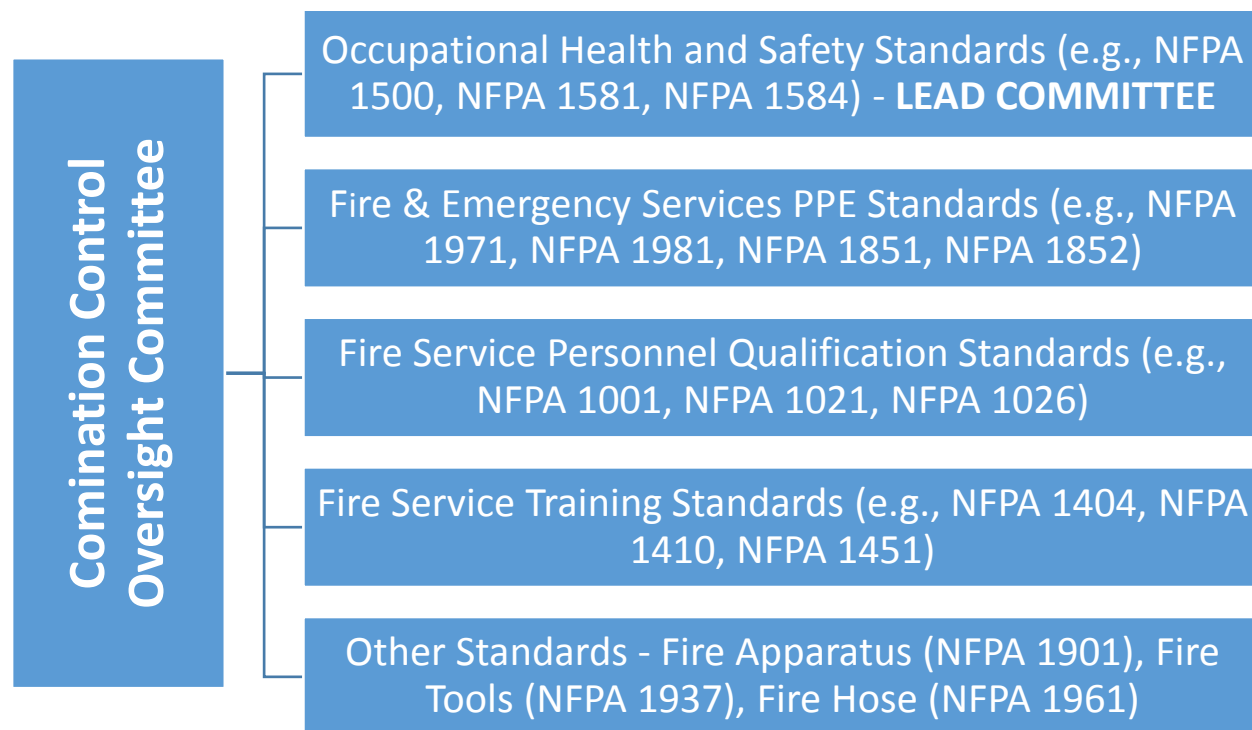 Comination Control
Oversight Committee
Occupational Health and Safety Standards (e.g., NFPA
1500, NFPA 1581, NFPA 1584) - LEAD COMMITTEE
Fire & Emergency Services PPE Standards (e.g., NFPA
1971, NFPA 1981, NFPA 1851, NFPA 1852)
Fire Service Personnel Qualification Standards (e.g.,
NFPA 1001, NFPA 1021, NFPA 1026)
Fire Service Training Standards (e.g., NFPA 1404, NFPA
1410, NFPA 1451)
Other Standards - Fire Apparatus (NFPA 1901), Fire
Tools (NFPA 1937), Fire Hose (NFPA 1961)